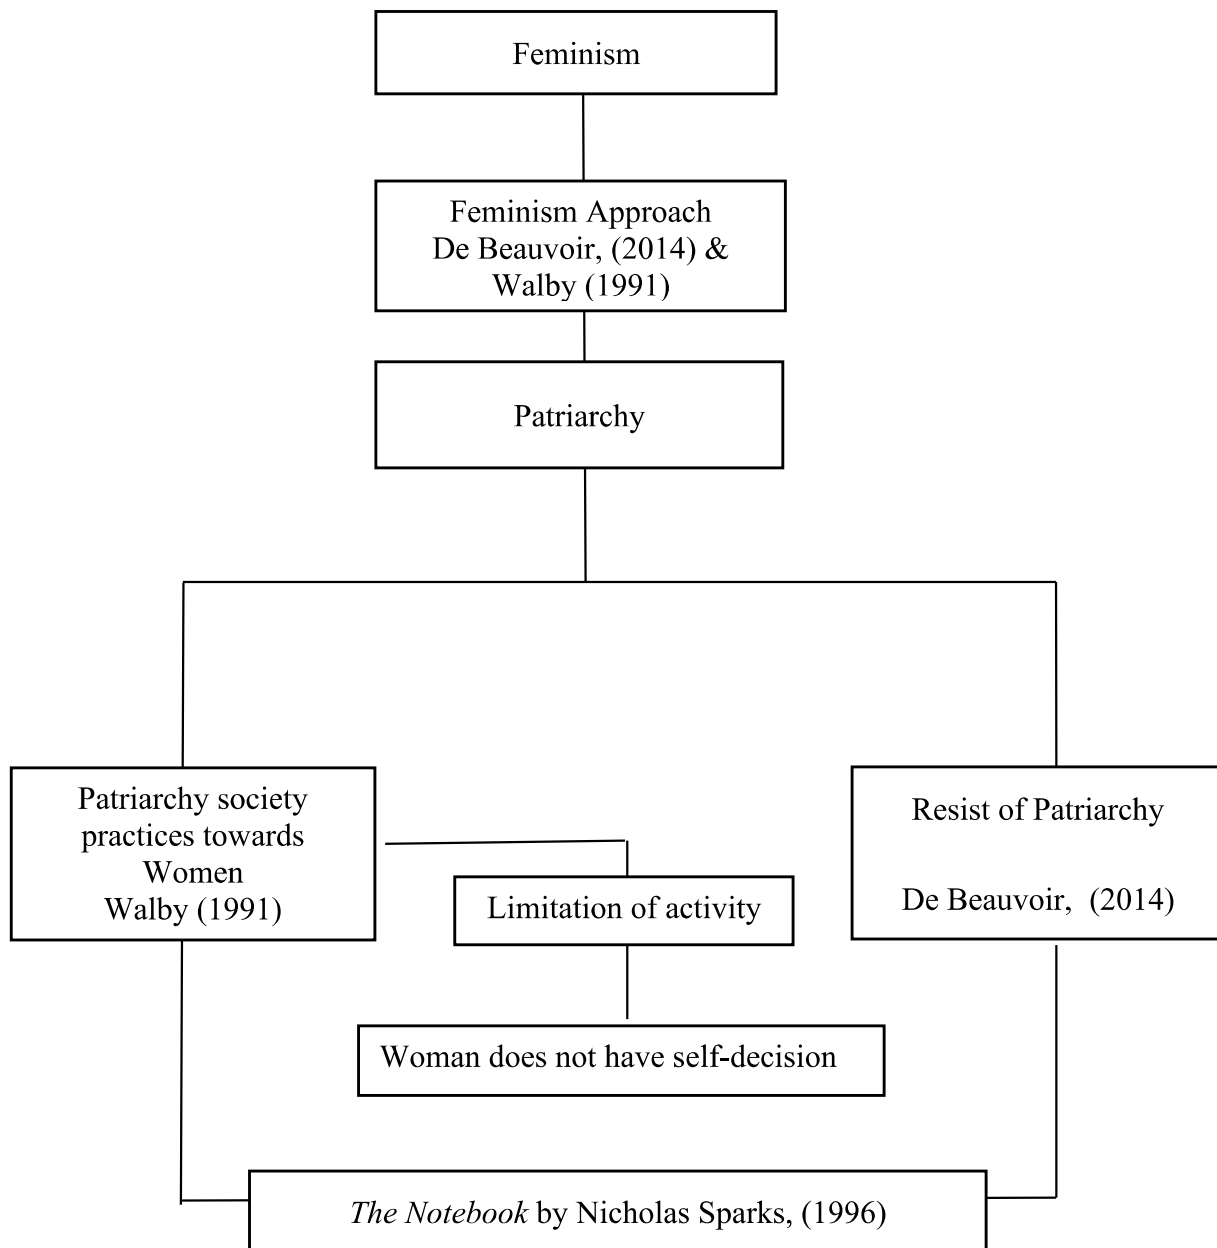 Feminism
Feminism Approach
De Beauvoir, (2014) &
Walby (1991)
Patriarchy
Patriarchy society
practices towards
Women
Walby (1991)
Resist of Patriarchy
De Beauvoir, (2014)
Limitation of activity
Woman does not have self-decision
The Notebook by Nicholas Sparks, (1996)